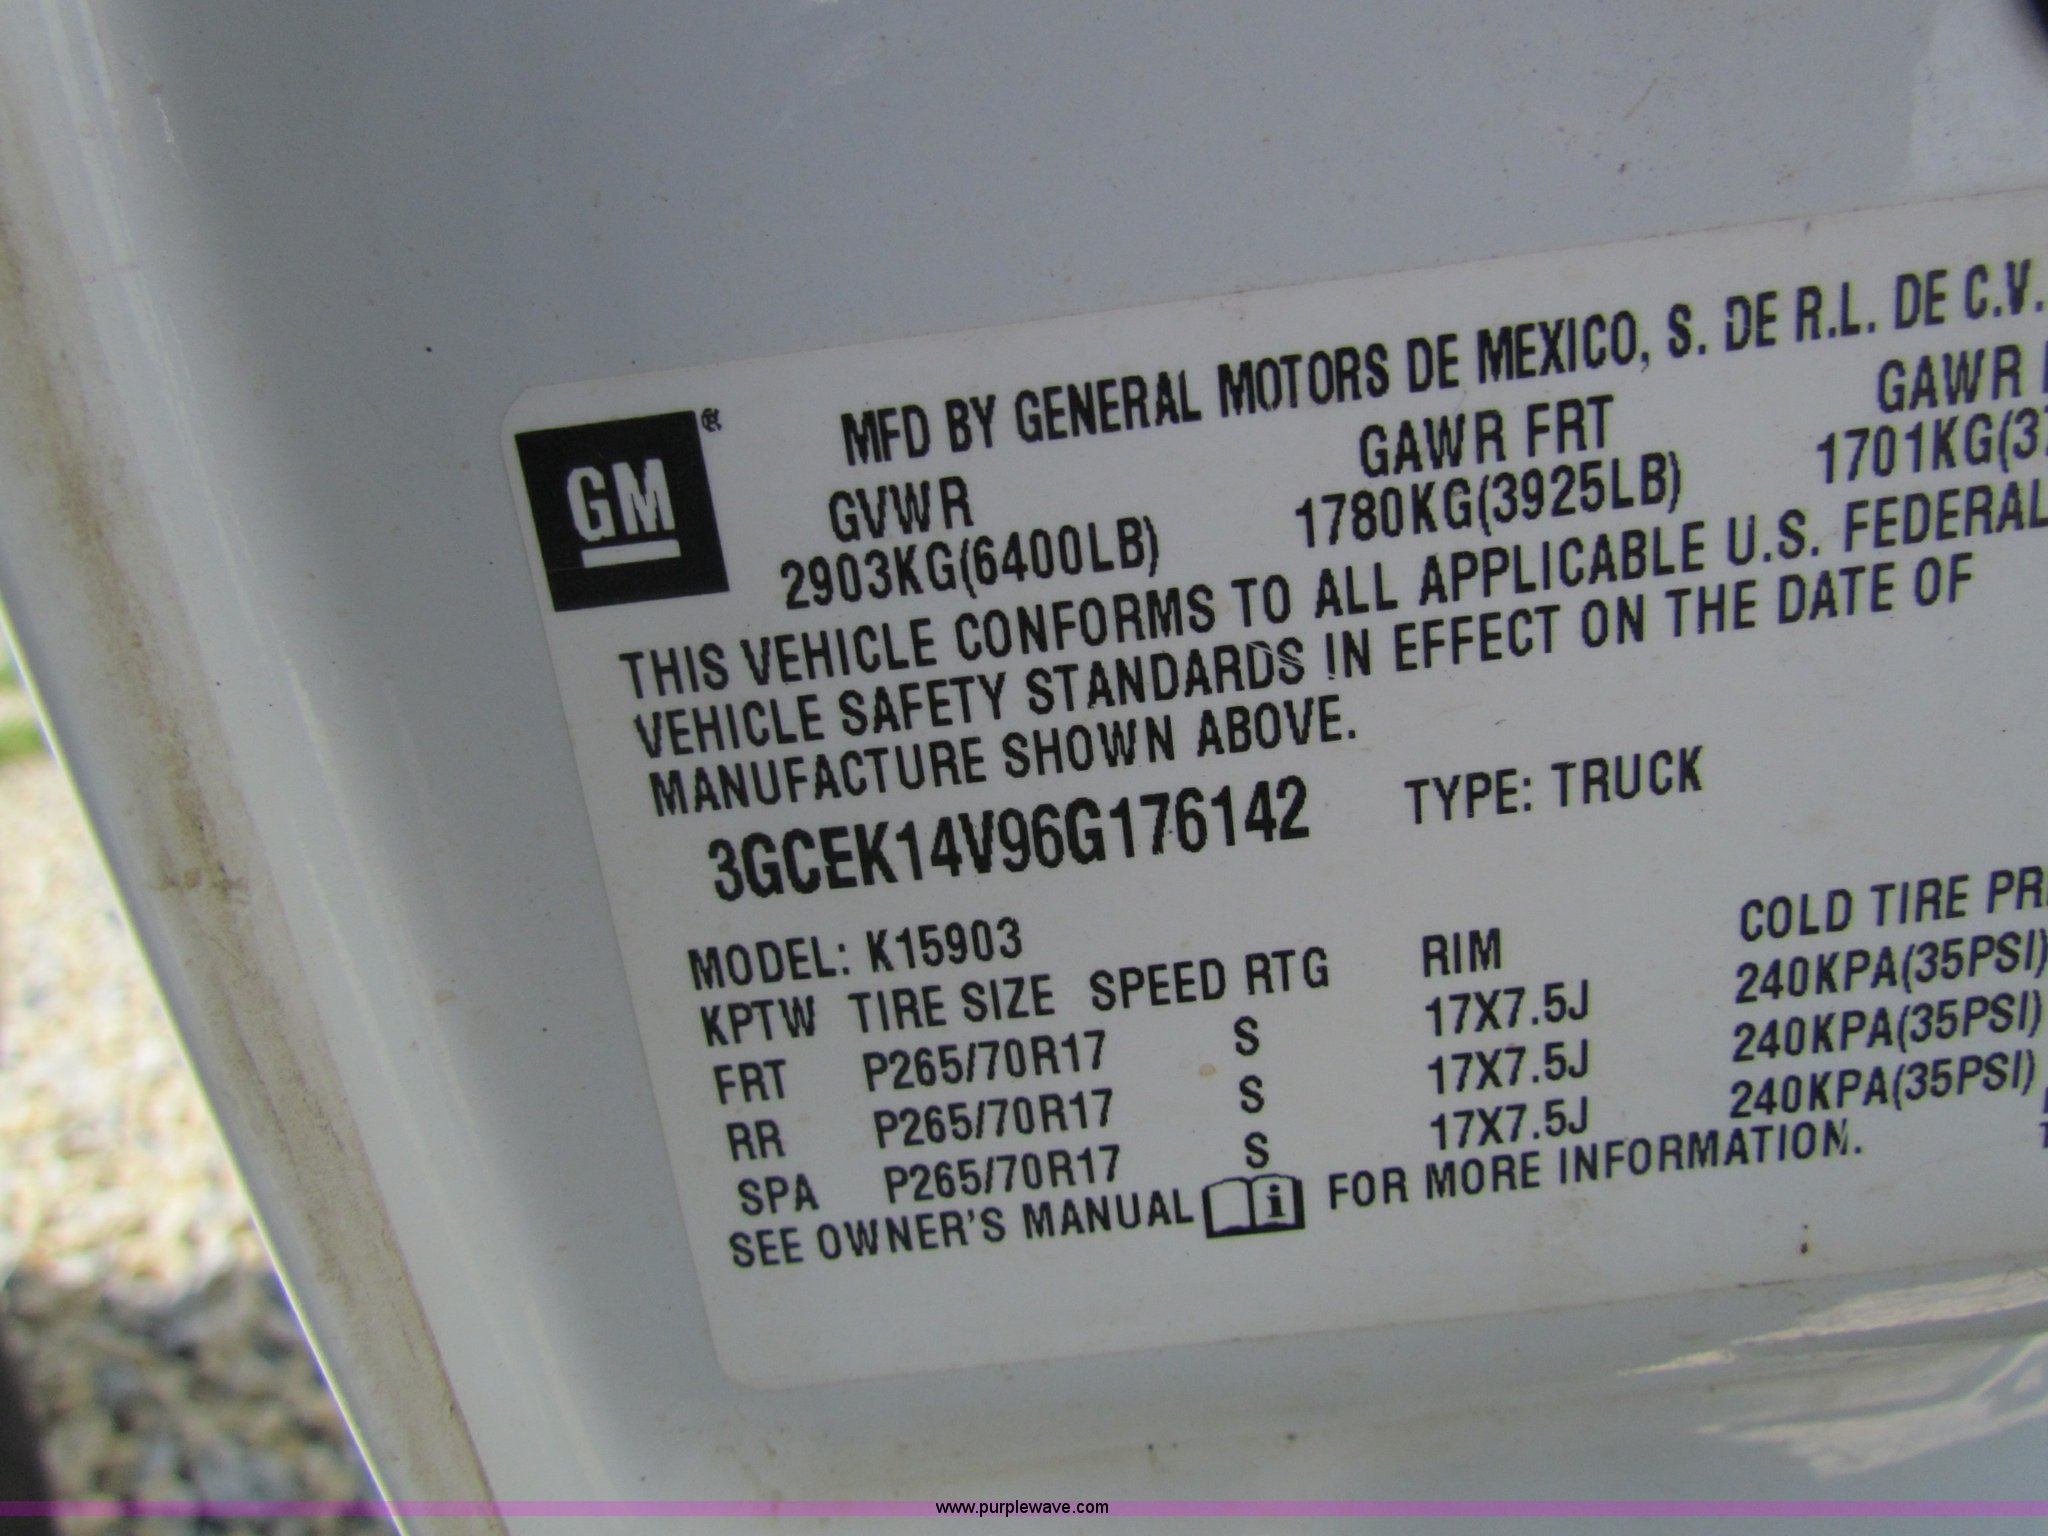 MFD BY GENERAL MOTORS DE MEXICO, S. DE R.L. DE C.V.
GM®
GVWR GAWR FRT GAWR
2903KG(6400LB) 1780KG(3925LB) 1701KG(37
THIS VEHICLE CONFORMS TO ALL APPLICABLE U.S. FEDERAL
VEHICLE SAFETY STANDARDS IN EFFECT ON THE DATE OF
MANUFACTURE SHOWN ABOVE.
3GCEK14V96G176142 TYPE: TRUCK
MODEL: K15903
KPTW TIRE SIZE SPEED RTG RIM COLD TIRE PR
FRT P265/70R17 S 17X7.5J 240KPA(35PSI)
RR P265/70R17 S 17X7.5J 240KPA(35PSI)
SPA P265/70R17 S 17X7.5J 240KPA(35PSI)
SEE OWNER'S MANUAL i FOR MORE INFORMATION.
www.purplewave.com